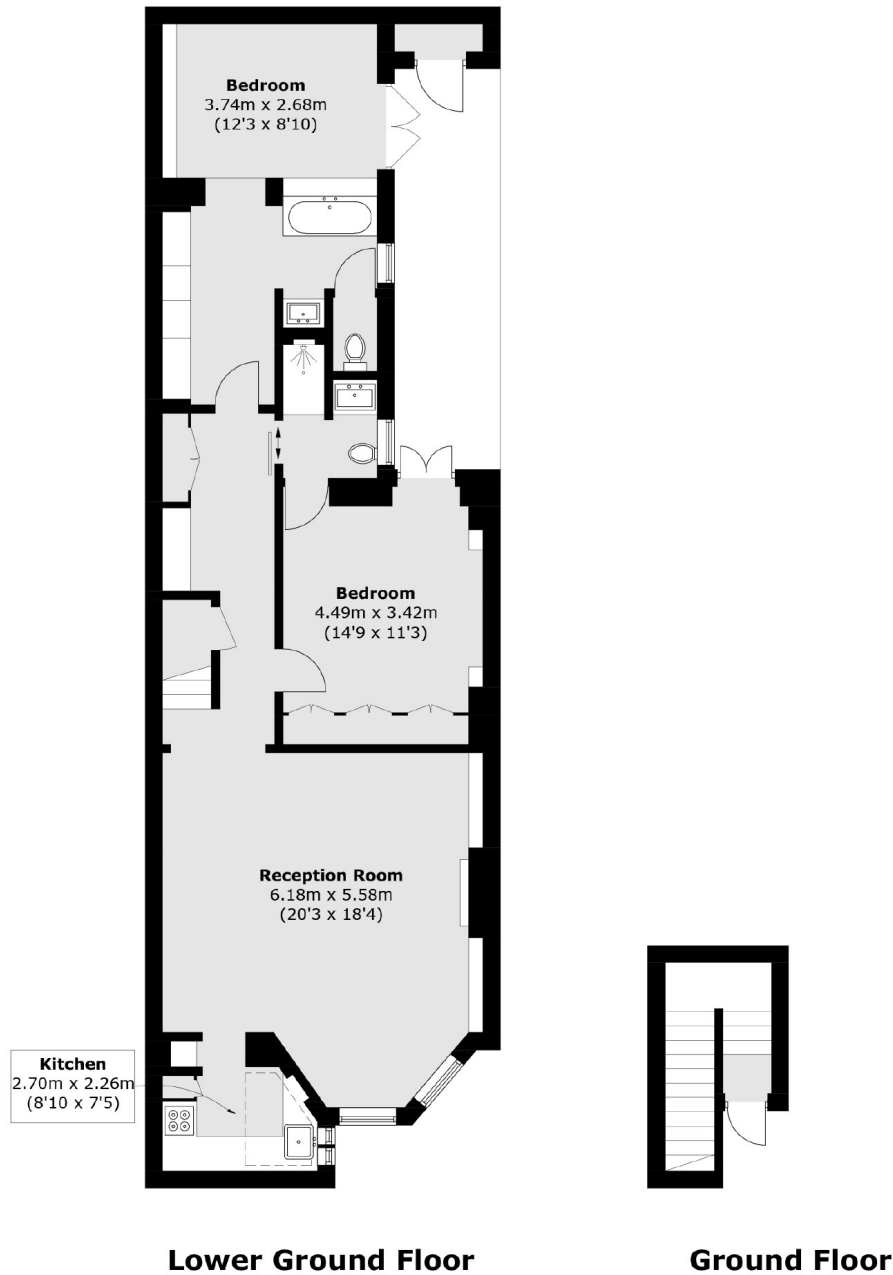 Bedroom
3.74m x 2.68m
(12'3 x 8'10)
Bedroom
4.49m x 3.42m
(14'9 x 11'3)
Reception Room
6.18m x 5.58m
(20'3 x 18'4)
Kitchen
2.70m x 2.26m
(8'10 x 7'5)
Lower Ground Floor
Ground Floor